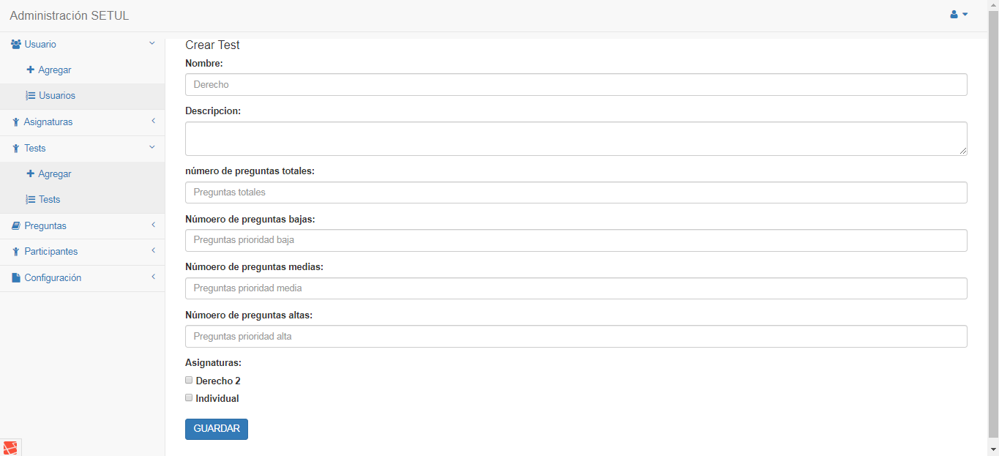 Administración SETUL
Usuario
Agregar
Usuarios
Asignaturas
Tests
Agregar
Tests
Preguntas
Participantes
Configuración
Crear Test
Nombre:
Derecho
Descripcion:
número de preguntas totales:
Preguntas totales
Númoero de preguntas bajas:
Preguntas prioridad baja
Númoero de preguntas medias:
Preguntas prioridad media
Númoero de preguntas altas:
Preguntas prioridad alta
Asignaturas:
Derecho 2
Individual
GUARDAR